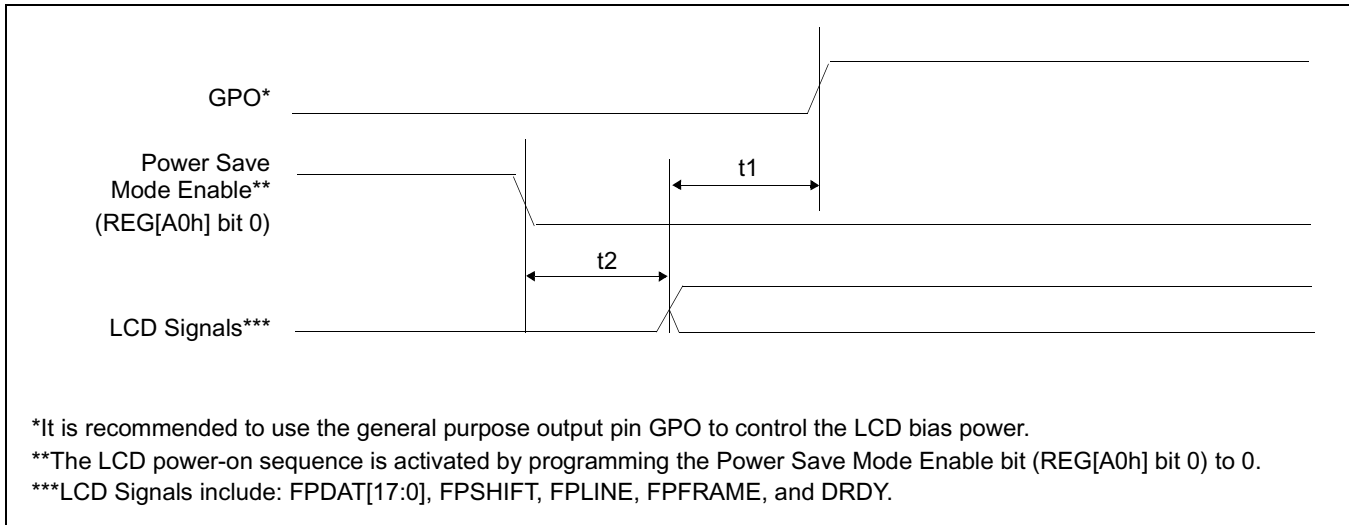 GPO*
Power Save
Mode Enable**
(REG[A0h] bit 0)
t1
t2
LCD Signals***
*It is recommended to use the general purpose output pin GPO to control the LCD bias power.
**The LCD power-on sequence is activated by programming the Power Save Mode Enable bit (REG[A0h] bit 0) to 0.
***LCD Signals include: FPDAT[17:0], FPSHIFT, FPLINE, FPFRAME, and DRDY.